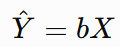 Ŷ = bX